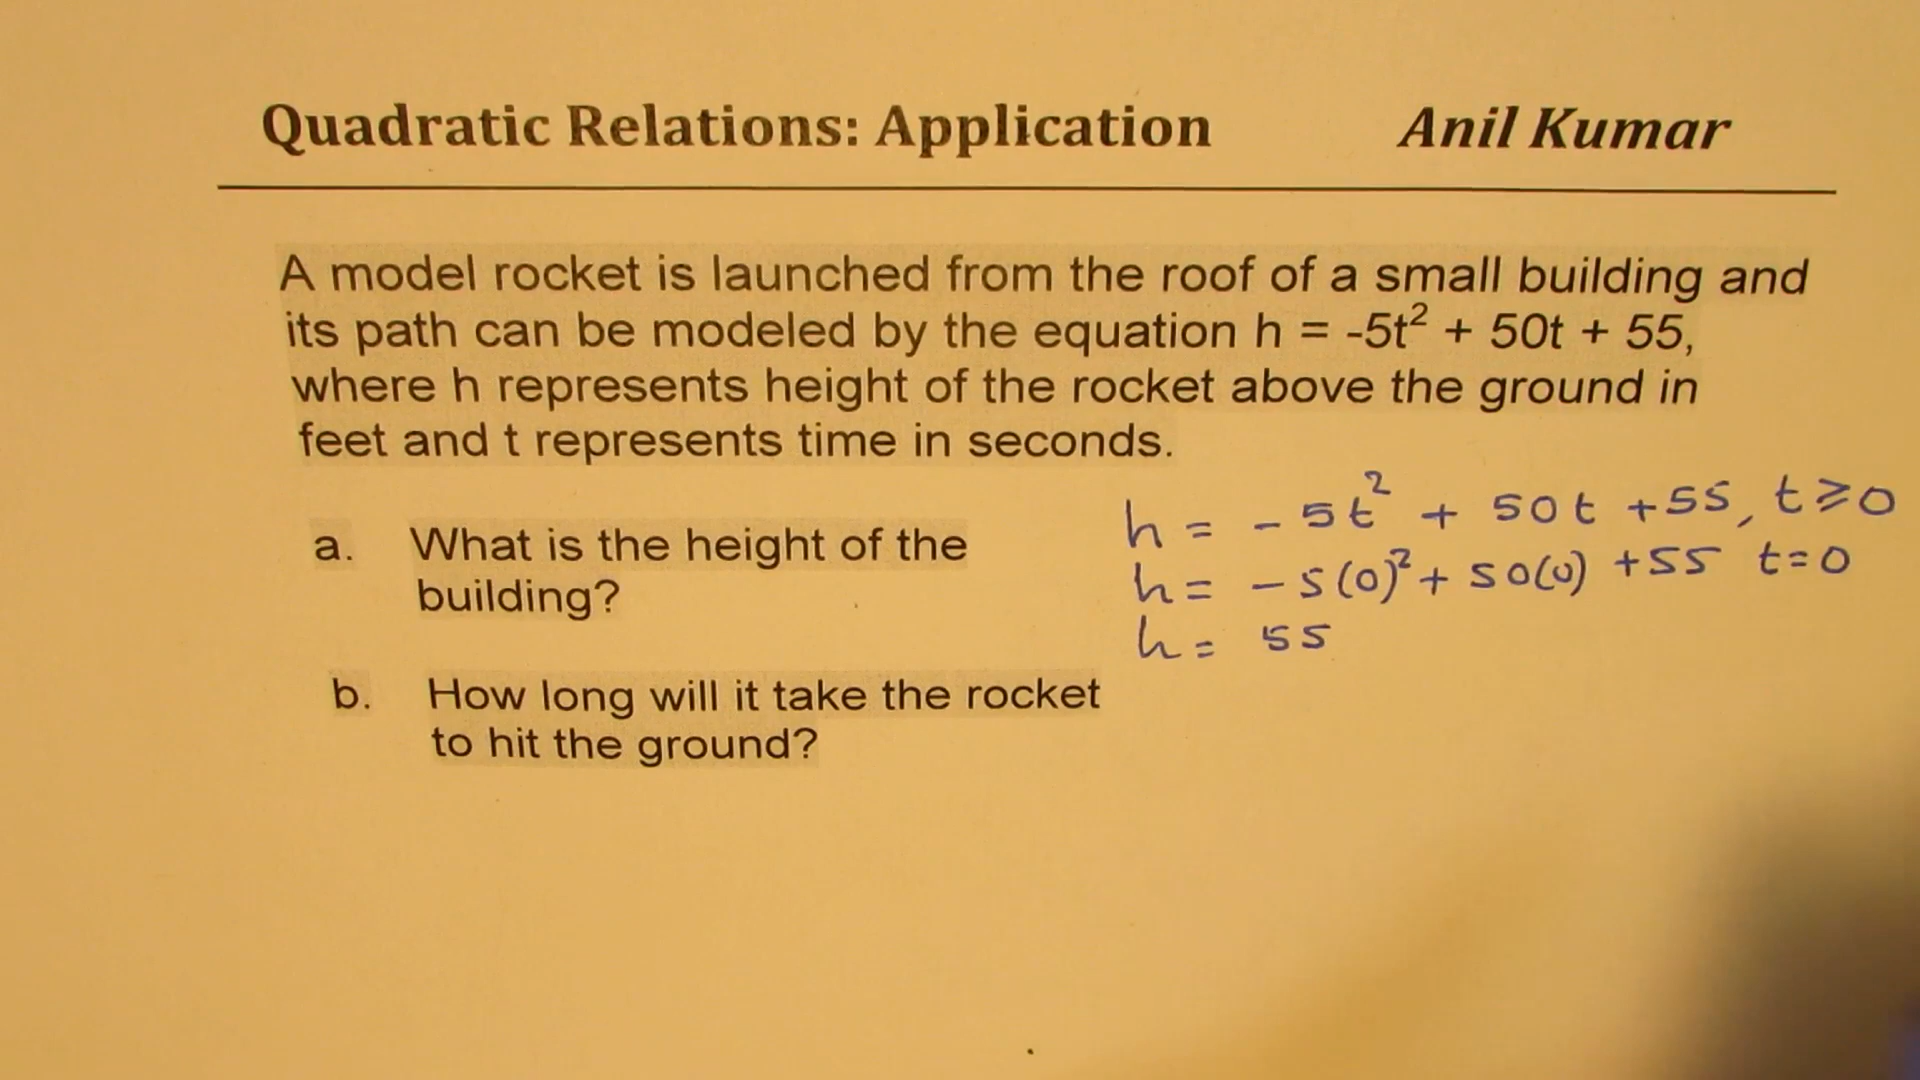 Quadratic Relations: Application Anil Kumar
A model rocket is launched from the roof of a small building and
its path can be modeled by the equation h = -5t² + 50t + 55,
where h represents height of the rocket above the ground in
feet and t represents time in seconds.
h = - 5t² + 50t +55, t ≥ 0
a. What is the height of the
building?
h = - 5(0)² + 50(0) +55 t=0
h = 55
b. How long will it take the rocket
to hit the ground?